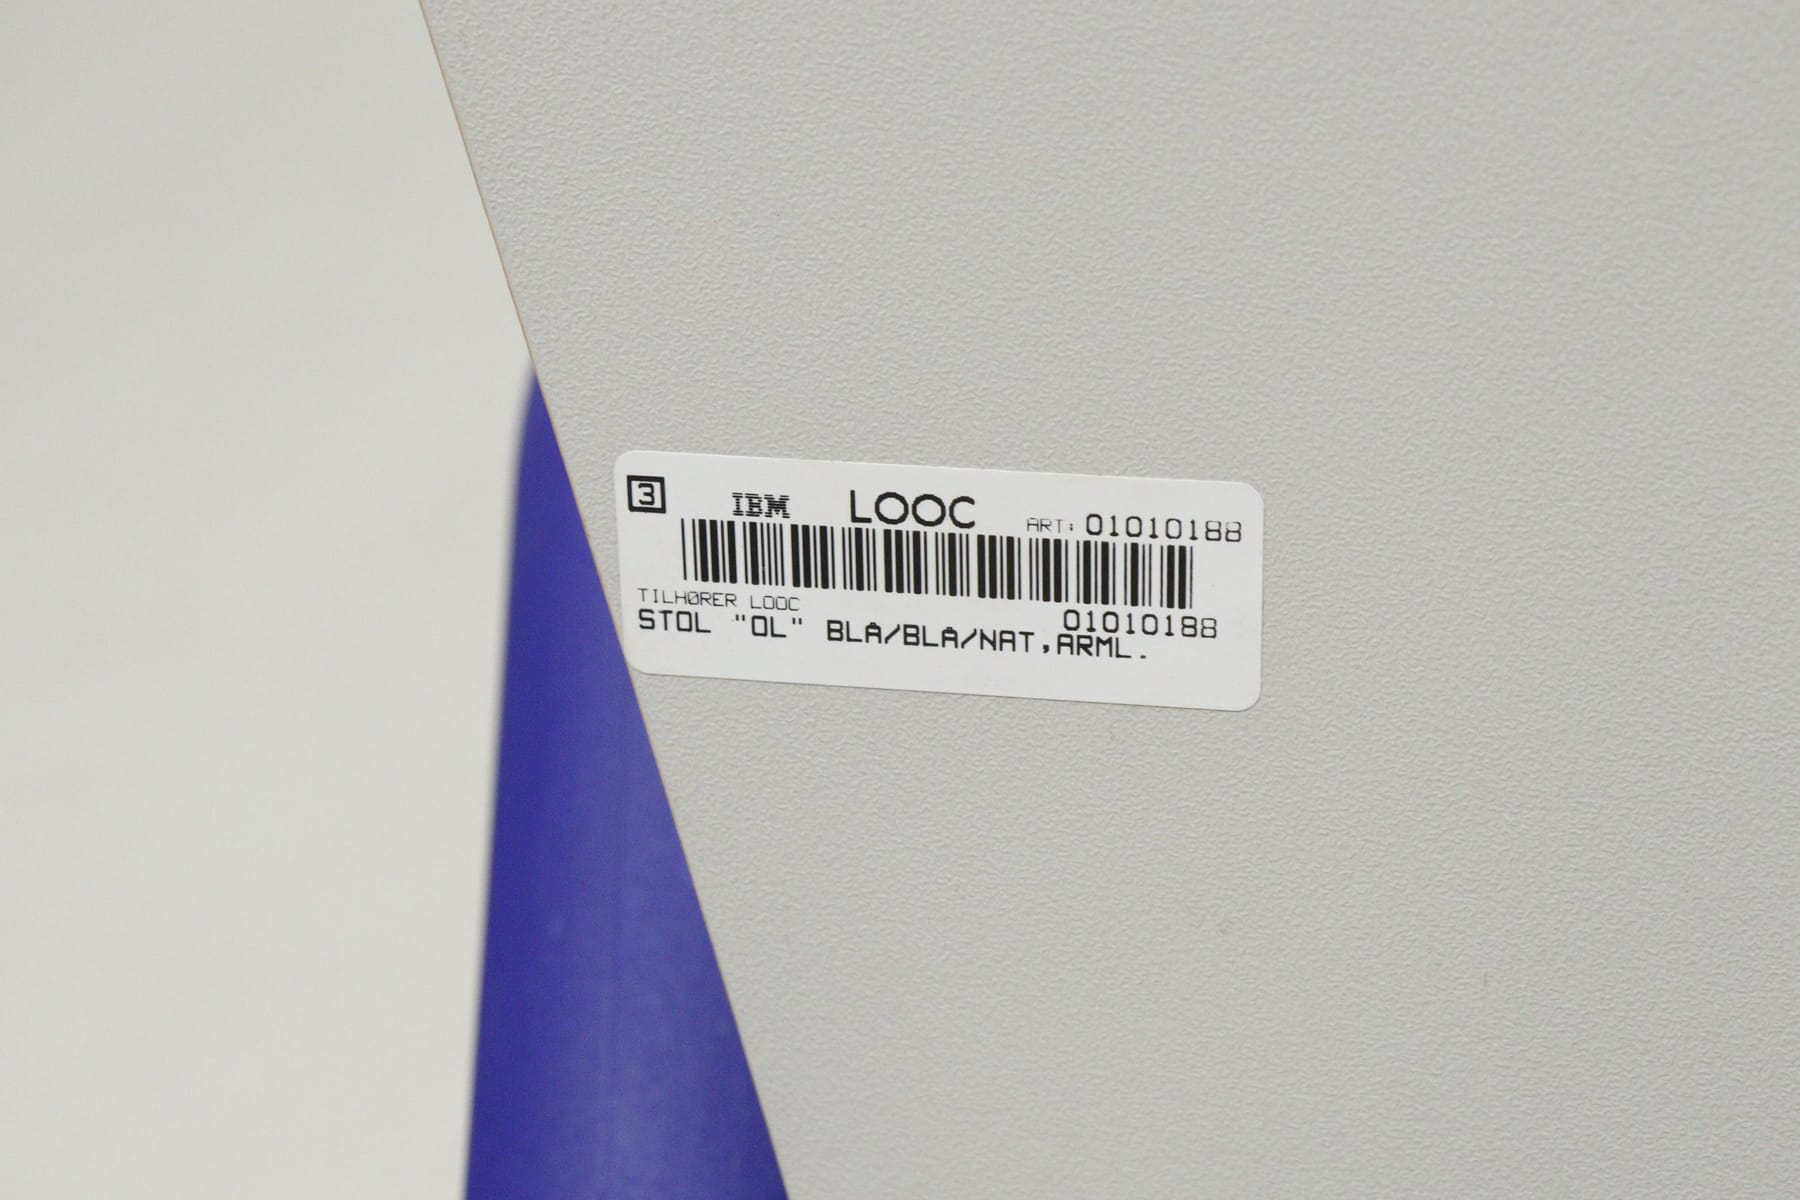 3 IBM LOOC ART: 01010188
TILHØRER LOOC 01010188
STOL "OL" BLÅ/BLÅ/NAT,ARML.